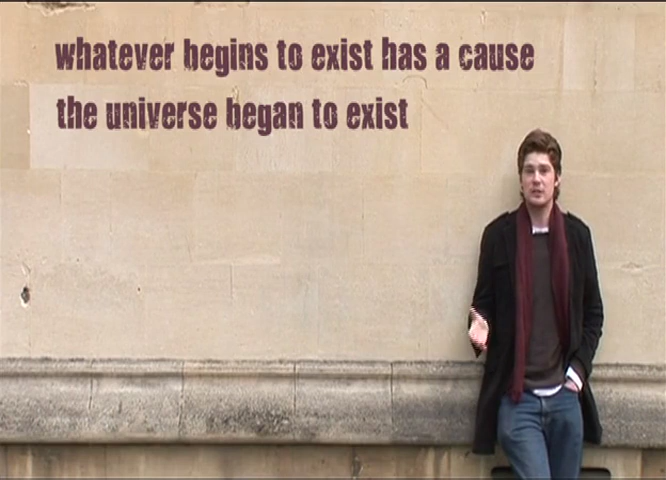 whatever begins to exist has a cause
the universe began to exist